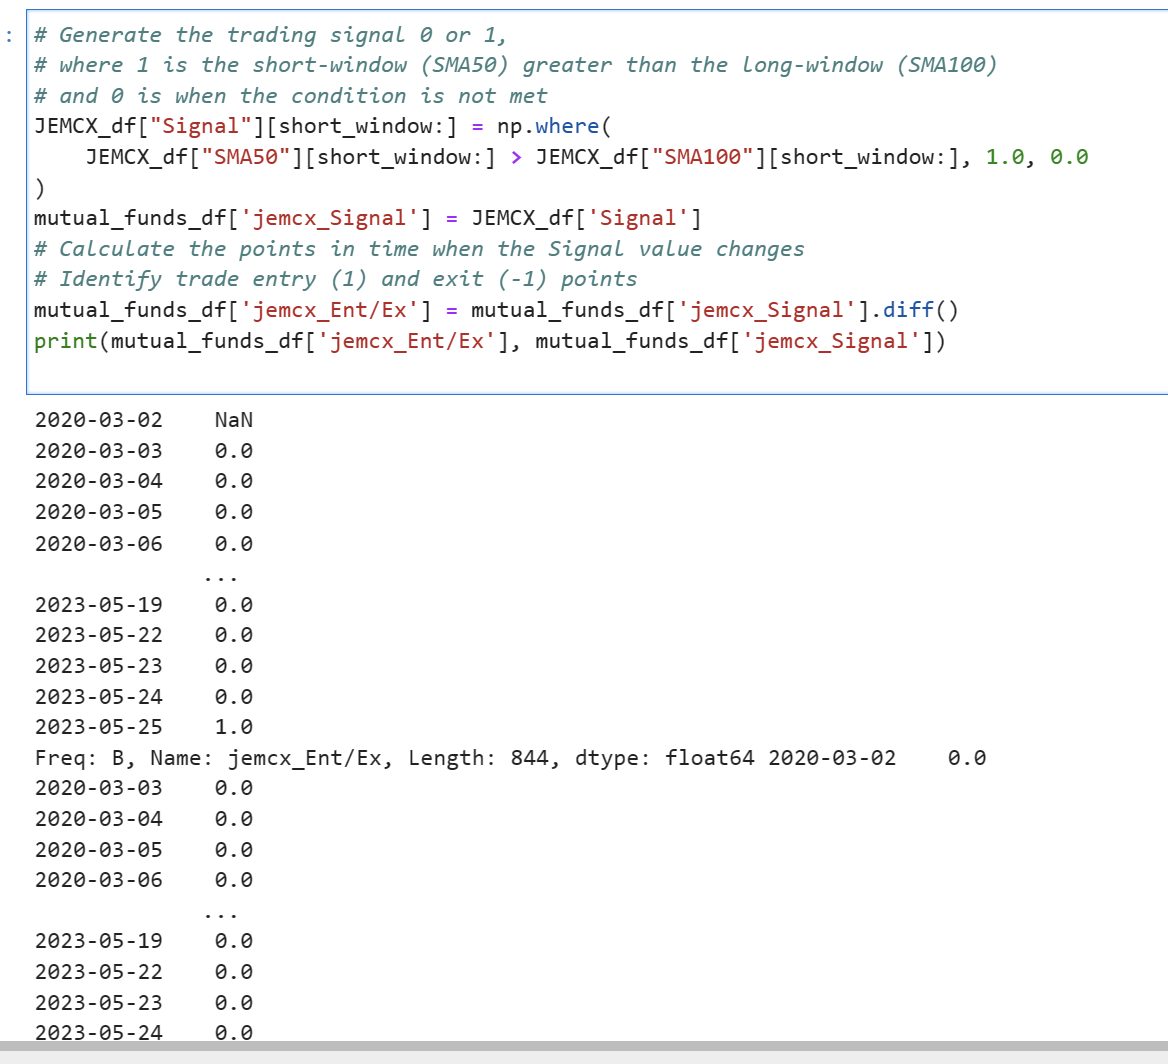 :
# Generate the trading signal 0 or 1,
# where 1 is the short-window (SMA50) greater than the long-window (SMA100)
# and 0 is when the condition is not met
JEMCX_df["Signal"][short_window:] = np.where(
    JEMCX_df["SMA50"][short_window:] > JEMCX_df["SMA100"][short_window:], 1.0, 0.0
)
mutual_funds_df['jemcx_Signal'] = JEMCX_df['Signal']
# Calculate the points in time when the Signal value changes
# Identify trade entry (1) and exit (-1) points
mutual_funds_df['jemcx_Ent/Ex'] = mutual_funds_df['jemcx_Signal'].diff()
print(mutual_funds_df['jemcx_Ent/Ex'], mutual_funds_df['jemcx_Signal'])
2020-03-02    NaN
2020-03-03    0.0
2020-03-04    0.0
2020-03-05    0.0
2020-03-06    0.0
             ...
2023-05-19    0.0
2023-05-22    0.0
2023-05-23    0.0
2023-05-24    0.0
2023-05-25    1.0
Freq: B, Name: jemcx_Ent/Ex, Length: 844, dtype: float64 2020-03-02    0.0
2020-03-03    0.0
2020-03-04    0.0
2020-03-05    0.0
2020-03-06    0.0
             ...
2023-05-19    0.0
2023-05-22    0.0
2023-05-23    0.0
2023-05-24    0.0